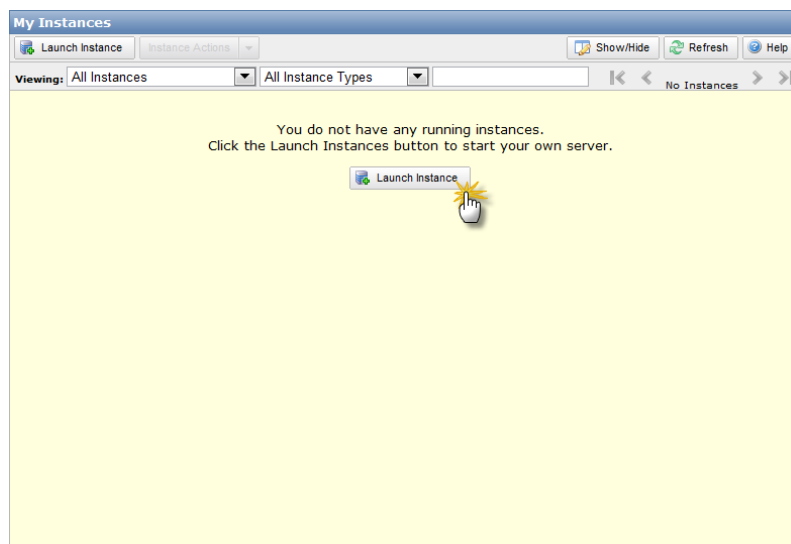 My Instances
Launch Instance Instance Actions Show/Hide Refresh Help
Viewing: All Instances All Instance Types No Instances
You do not have any running instances.
Click the Launch Instances button to start your own server.
Launch Instance